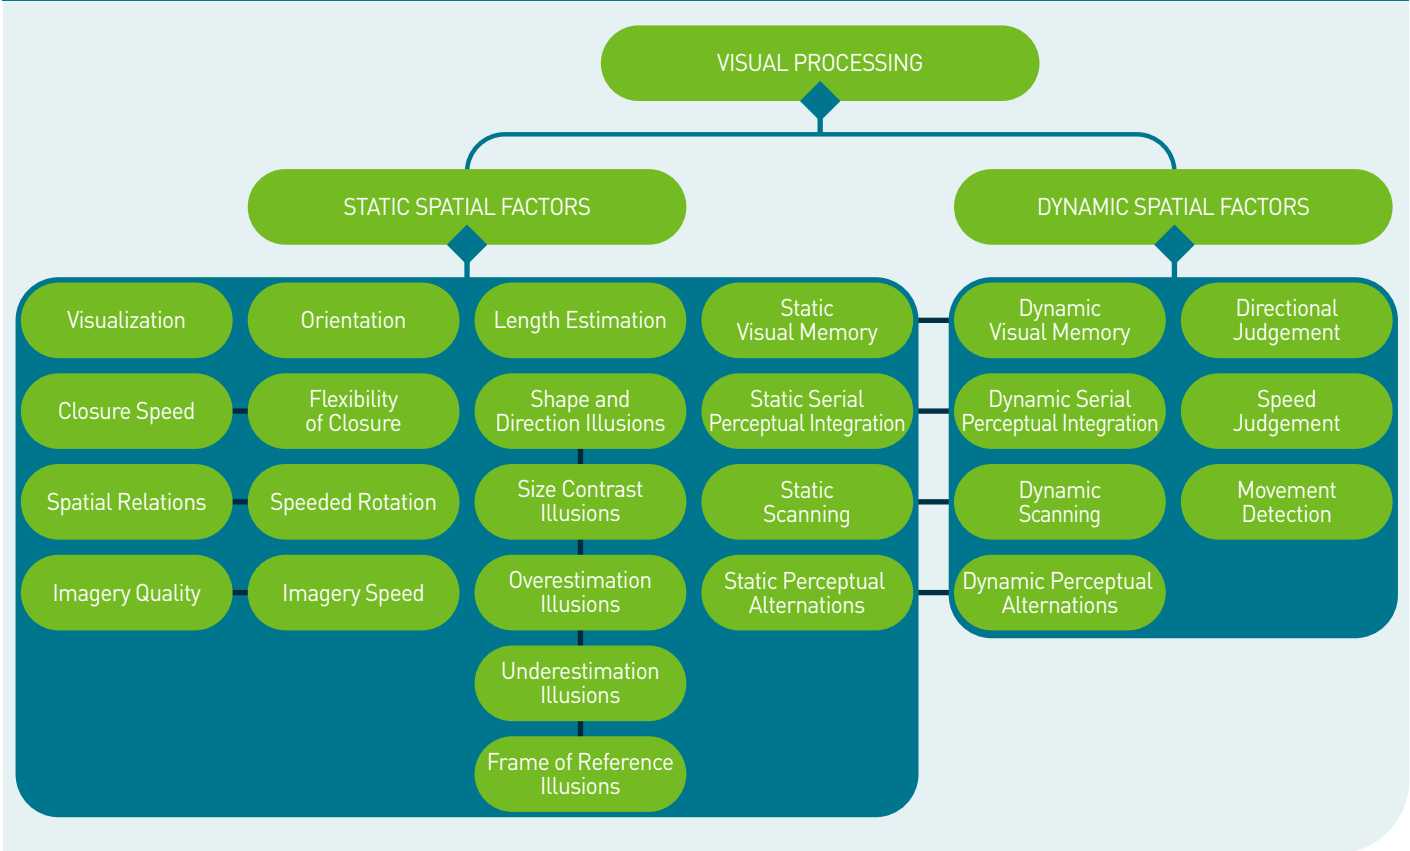 VISUAL PROCESSING
STATIC SPATIAL FACTORS
DYNAMIC SPATIAL FACTORS
Visualization
Orientation
Length Estimation
Static
Visual Memory
Dynamic
Visual Memory
Directional
Judgement
Closure Speed
Flexibility
of Closure
Shape and
Direction Illusions
Static Serial
Perceptual Integration
Dynamic Serial
Perceptual Integration
Speed
Judgement
Spatial Relations
Speeded Rotation
Size Contrast
Illusions
Static
Scanning
Dynamic
Scanning
Movement
Detection
Imagery Quality
Imagery Speed
Overestimation
Illusions
Static Perceptual
Alternations
Dynamic Perceptual
Alternations
Underestimation
Illusions
Frame of Reference
Illusions